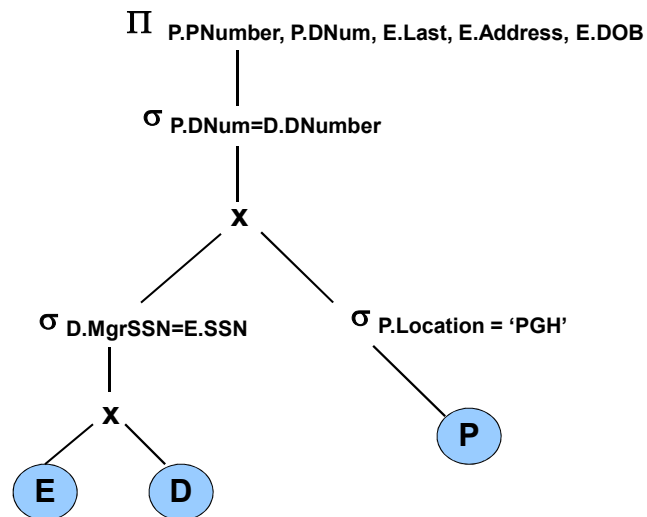 Π P.PNumber, P.DNum, E.Last, E.Address, E.DOB
σ P.DNum=D.DNumber
x
σ D.MgrSSN=E.SSN
σ P.Location = ‘PGH’
x
P
E
D